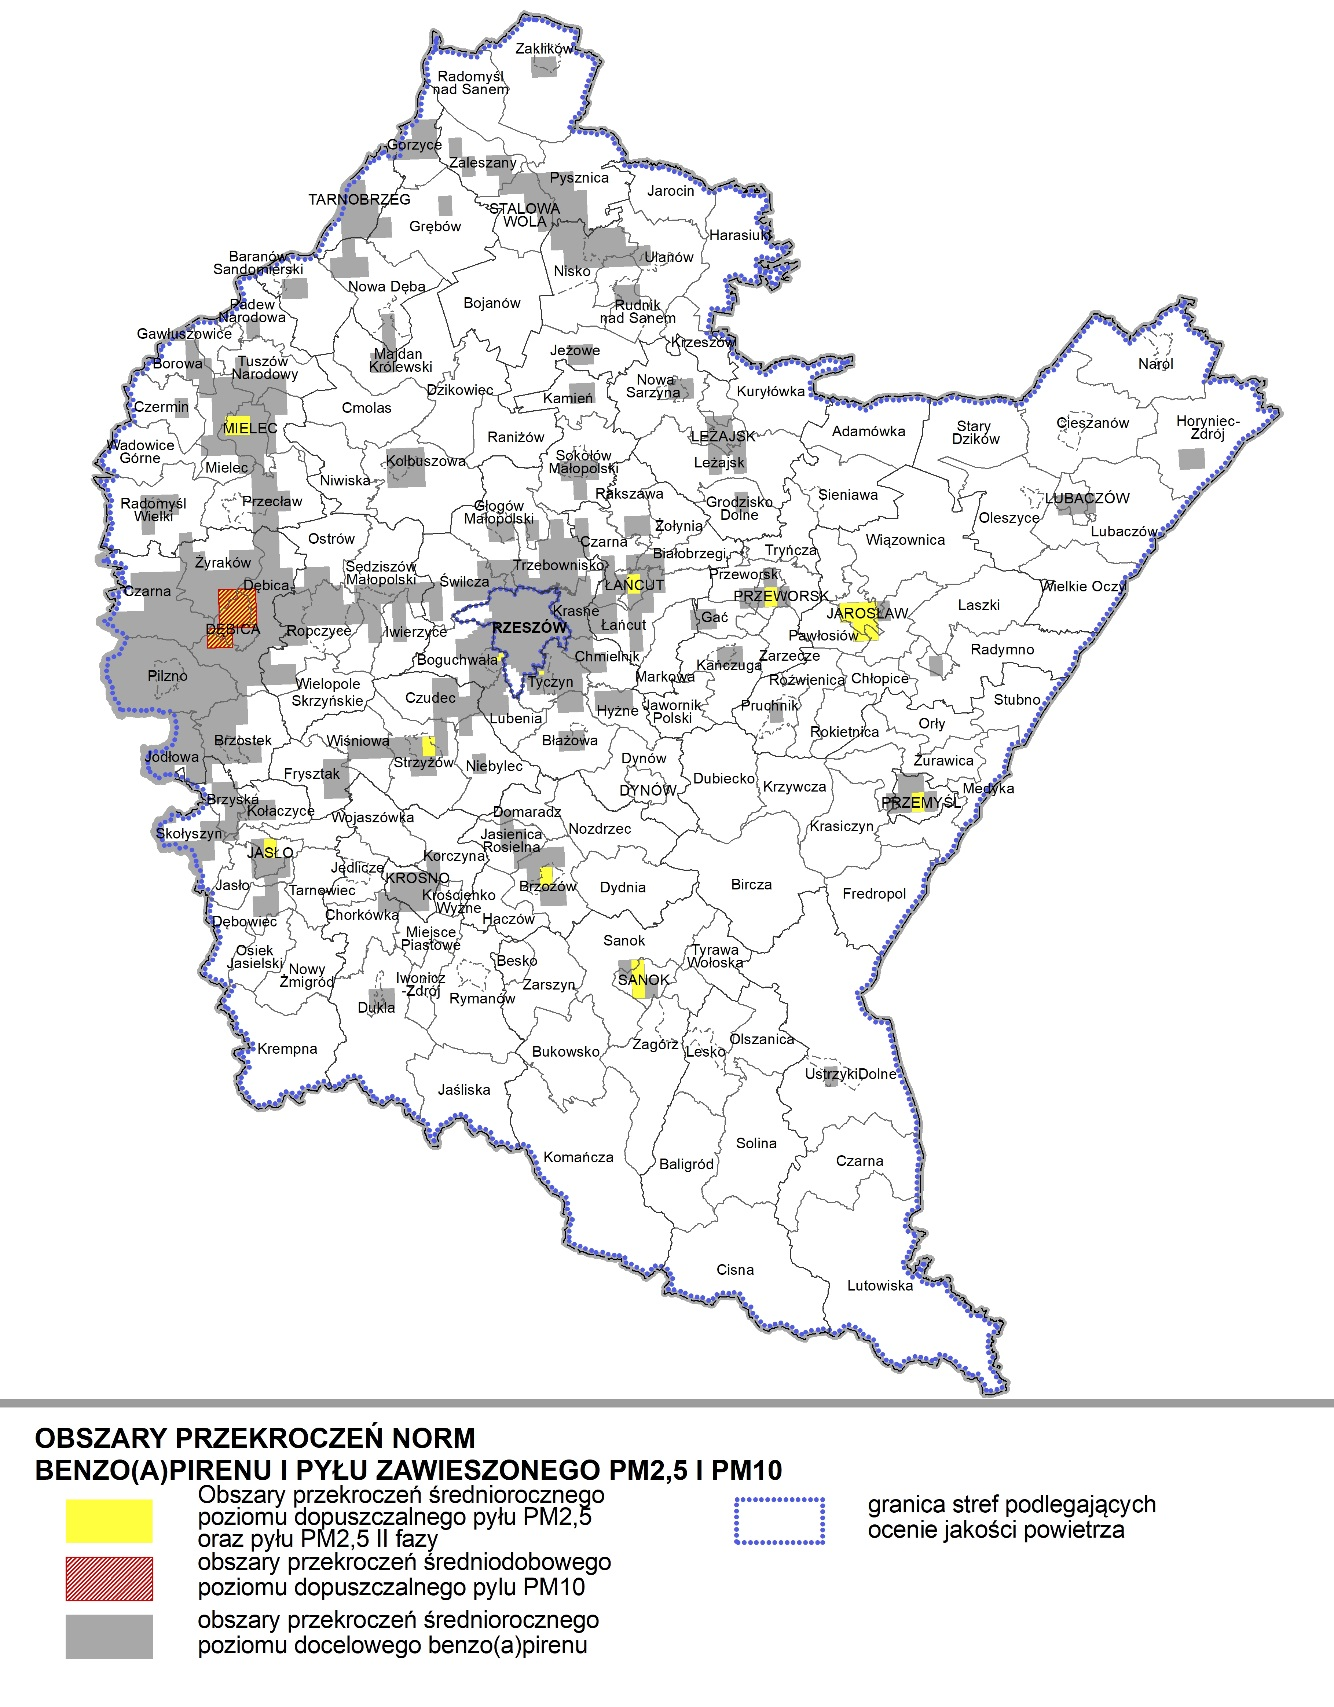 Zaklików
Radomyśl
nad Sanem
Gorzyce
Zaleszany
Pysznica
Jarocin
TARNOBRZEG
STALOWA
WOLA
Grębów
Harasiuki
Baranów
Sandomierski
Ulanów
Nisko
Nowa Dęba
Bojanów
Rudnik
nad Sanem
Padew
Narodowa
Gawłuszowice
Krzeszów
Borowa
Tuszów
Narodowy
Majdan
Królewski
Jeżowe
Narol
Dzikowiec
Kamień
Nowa
Sarzyna
Kuryłówka
Czermin
Cmolas
MIELEC
Raniżów
LEŻAJSK
Adamówka
Stary
Dzików
Cieszanów
Horyniec-
Zdrój
Wadowice
Górne
Mielec
Kolbuszowa
Sokołów
Małopolski
Leżajsk
Niwiska
Rakszawa
Sieniawa
Radomyśl
Wielki
Przecław
Głogów
Małopolski
Grodzisko
Dolne
LUBACZÓW
Oleszyce
Lubaczów
Ostrów
Czarna
Żołynia
Wiązownica
Żyraków
Sędziszów
Małopolski
Trzebownisko
Białobrzegi
Tryńcza
Czarna
Dębica
Świlcza
ŁAŃCUT
Przeworsk
PRZEWORSK
Wielkie Oczy
Krasne
Laszki
DĘBICA
Ropczyce
Iwierzyce
RZESZÓW
Łańcut
Gać
JAROSŁAW
Pawłosiów
Boguchwała
Chmielnik
Zarzecze
Radymno
Pilzno
Wielopole
Skrzyńskie
Tyczyn
Markowa
Kańczuga
Roźwienica
Chłopice
Czudec
Lubenia
Hyżne
Jawornik
Polski
Pruchnik
Stubno
Brzostek
Wiśniowa
Błażowa
Rokietnica
Orły
Jodłowa
Frysztak
Strzyżów
Niebylec
Dynów
Żurawica
DYNÓW
Dubiecko
Krzywcza
Medyka
Brzyska
Kołaczyce
Wojaszówka
Domaradz
PRZEMYŚL
Skołyszyn
Jasienica
Rosielna
Nozdrzec
Krasiczyn
JASŁO
Jedlicze
Korczyna
KROSNO
Brzozów
Dydnia
Bircza
Fredropol
Jasło
Tarnowiec
Krościenko
Wyżne
Dębowiec
Chorkówka
Haczów
Miejsce
Piastowe
Sanok
Tyrawa
Wołoska
Osiek
Jasielski
Nowy
Żmigród
Iwonicz
-Zdrój
Besko
Zarszyn
SANOK
Dukla
Rymanów
Krempna
Bukowsko
Zagórz
Lesko
Olszanica
UstrzykiDolne
Jaśliska
Komańcza
Baligród
Solina
Czarna
Cisna
Lutowiska
OBSZARY PRZEKROCZEŃ NORM
BENZO(A)PIRENU I PYŁU ZAWIESZONEGO PM2,5 I PM10
Obszary przekroczeń średniorocznego
poziomu dopuszczalnego pyłu PM2,5
oraz pyłu PM2,5 II fazy
obszary przekroczeń średniodobowego
poziomu dopuszczalnego pylu PM10
obszary przekroczeń średniorocznego
poziomu docelowego benzo(a)pirenu
granica stref podlegających
ocenie jakości powietrza